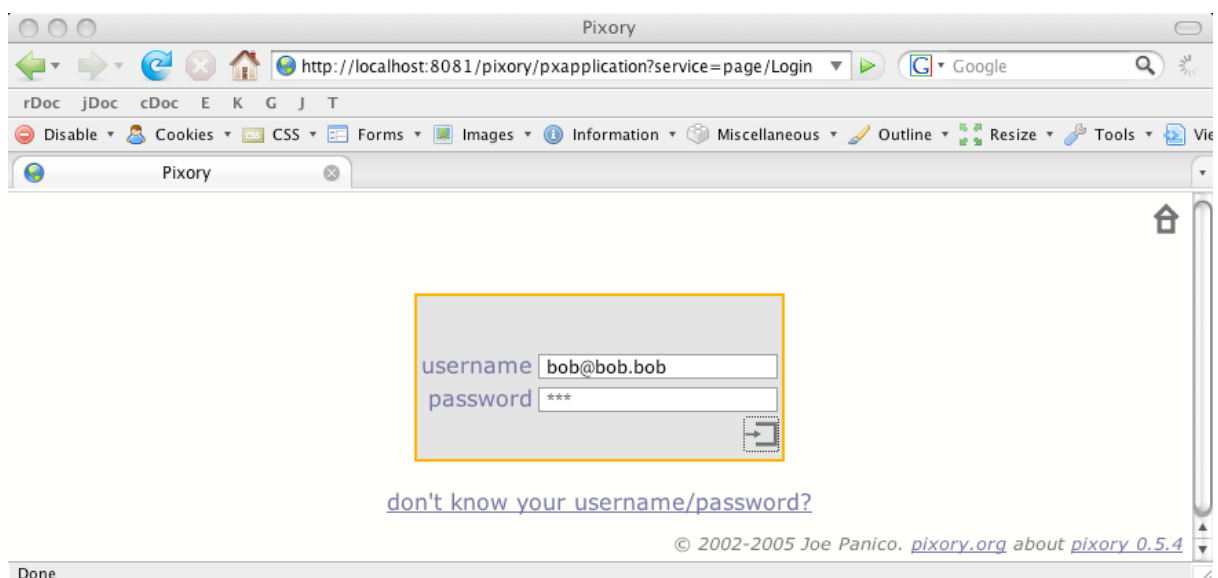 Pixory
http://localhost:8081/pixory/pxapplication?service=page/Login G Google
rDoc jDoc cDoc E K G J T
Disable Cookies CSS Forms Images Information Miscellaneous Outline Resize Tools Vie
Pixory
username bob@bob.bob
password ***
don't know your username/password?
© 2002-2005 Joe Panico. pixory.org about pixory 0.5.4
Done